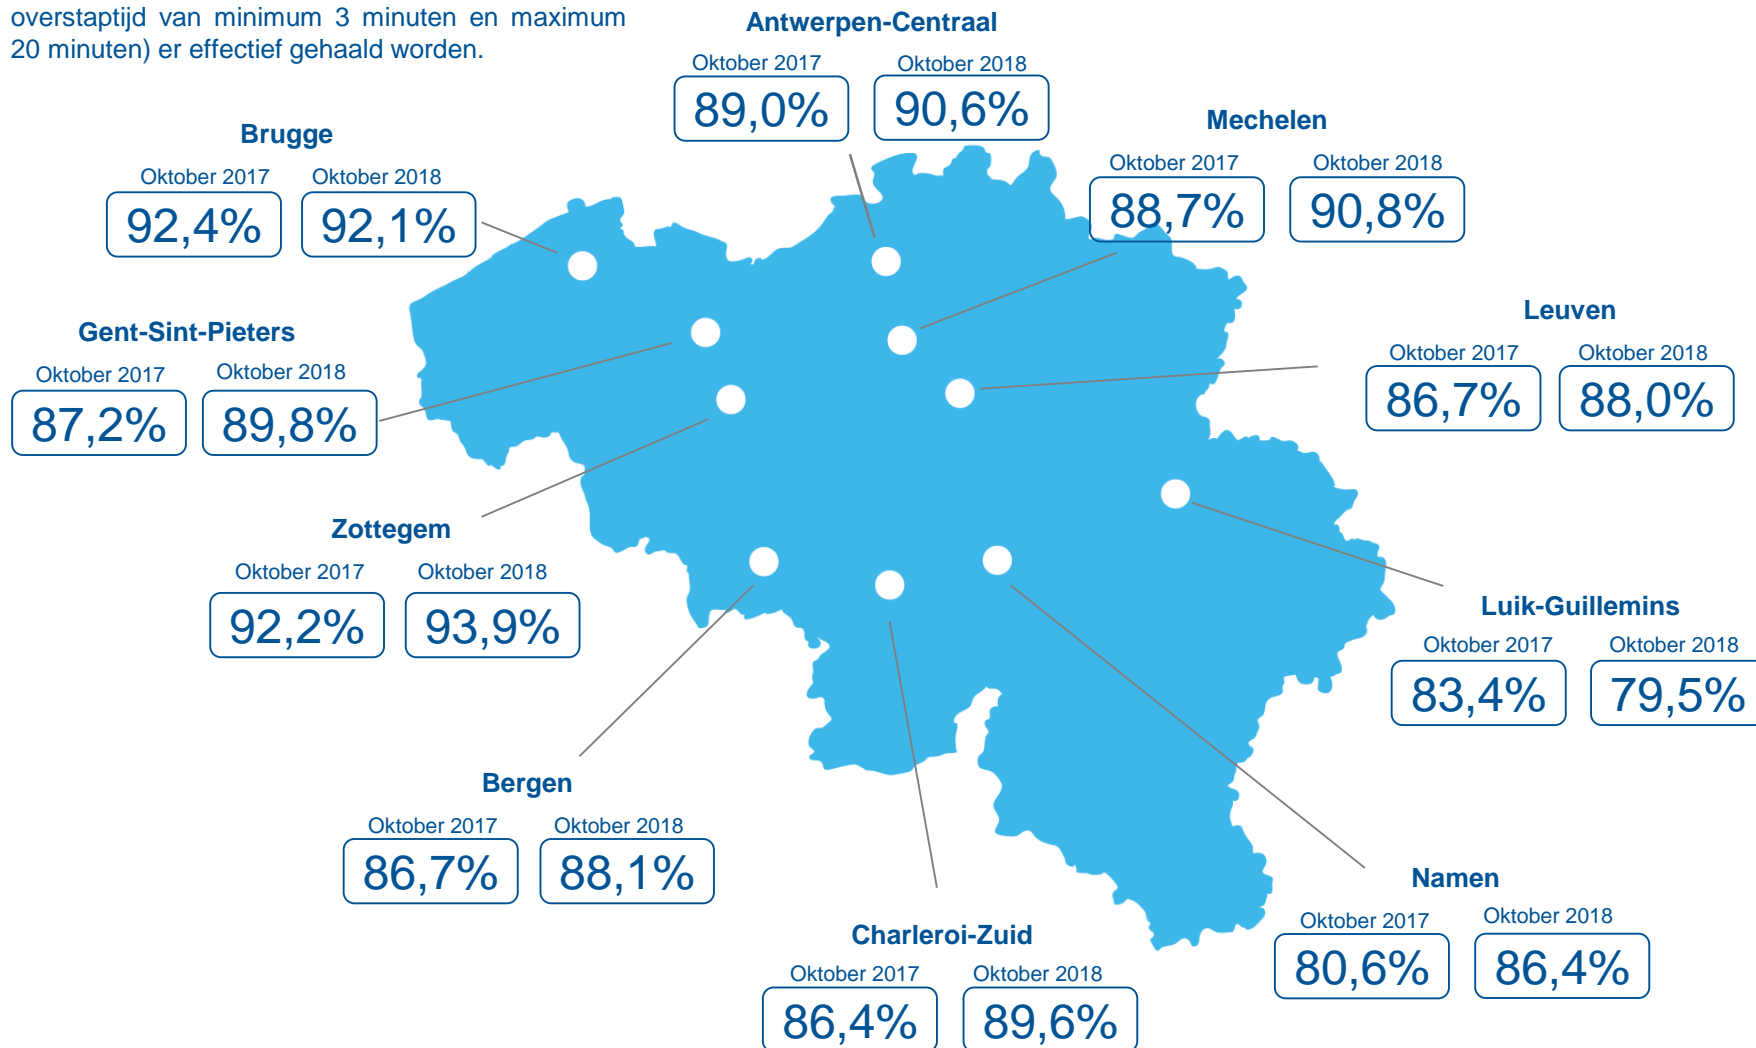 overstaptijd van minimum 3 minuten en maximum
20 minuten) er effectief gehaald worden.
Antwerpen-Centraal
Oktober 2017 Oktober 2018
89,0% 90,6%
Brugge
Oktober 2017 Oktober 2018
92,4% 92,1%
Mechelen
Oktober 2017 Oktober 2018
88,7% 90,8%
Gent-Sint-Pieters
Oktober 2017 Oktober 2018
87,2% 89,8%
Leuven
Oktober 2017 Oktober 2018
86,7% 88,0%
Zottegem
Oktober 2017 Oktober 2018
92,2% 93,9%
Luik-Guillemins
Oktober 2017 Oktober 2018
83,4% 79,5%
Bergen
Oktober 2017 Oktober 2018
86,7% 88,1%
Namen
Oktober 2017 Oktober 2018
80,6% 86,4%
Charleroi-Zuid
Oktober 2017 Oktober 2018
86,4% 89,6%